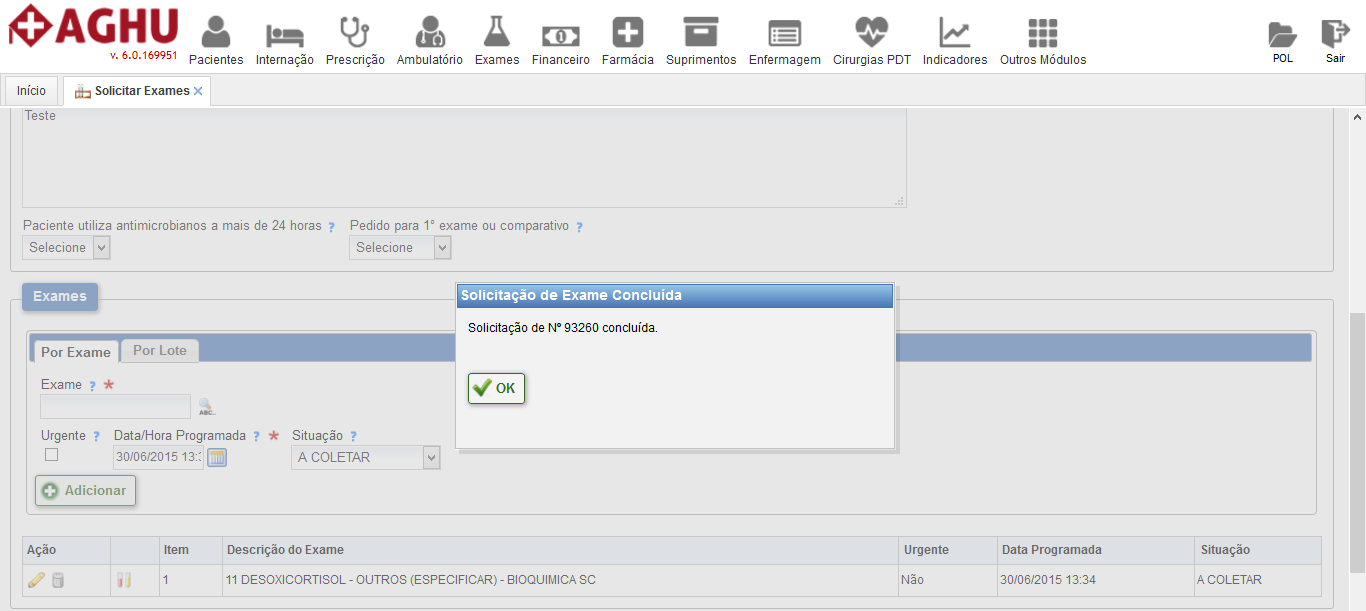 AGHU
v. 6.0.169951
Pacientes Internação Prescrição Ambulatório Exames Financeiro Farmácia Suprimentos Enfermagem Cirurgias PDT Indicadores Outros Módulos POL Sair
Início Solicitar Exames
Teste
Paciente utiliza antimicrobianos a mais de 24 horas ? Pedido para 1° exame ou comparativo ?
Selecione Selecione
Exames
Solicitação de Exame Concluída
Solicitação de Nº 93260 concluída.
OK
Por Exame Por Lote
Exame ? *
ABC..
Urgente ? Data/Hora Programada ? * Situação ?
30/06/2015 13: A COLETAR
Adicionar
Ação Item Descrição do Exame Urgente Data Programada Situação
1 11 DESOXICORTISOL - OUTROS (ESPECIFICAR) - BIOQUIMICA SC Não 30/06/2015 13:34 A COLETAR